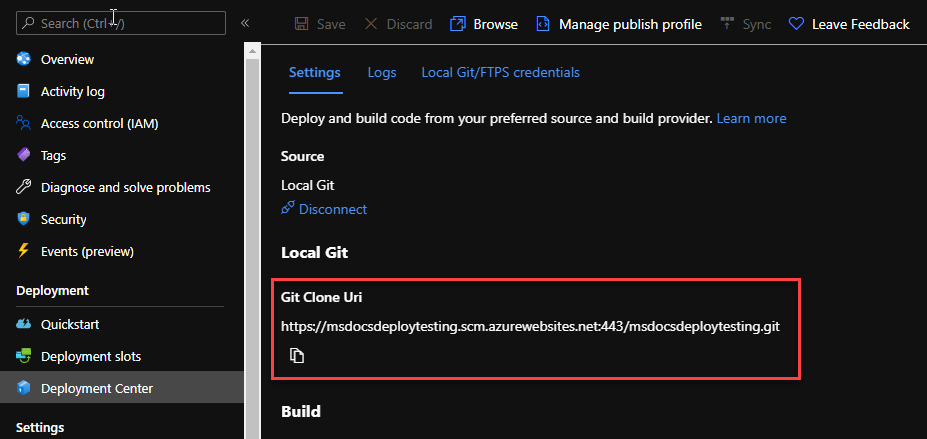 Search (Ctrl+/)
«
Save
Discard
Browse
Manage publish profile
Sync
Leave Feedback
Overview
Activity log
Access control (IAM)
Tags
Diagnose and solve problems
Security
Events (preview)
Deployment
Quickstart
Deployment slots
Deployment Center
Settings
Settings
Logs
Local Git/FTPS credentials
Deploy and build code from your preferred source and build provider. Learn more
Source
Local Git
Disconnect
Local Git
Git Clone Uri
https://msdocsdeploytesting.scm.azurewebsites.net:443/msdocsdeploytesting.git
Build